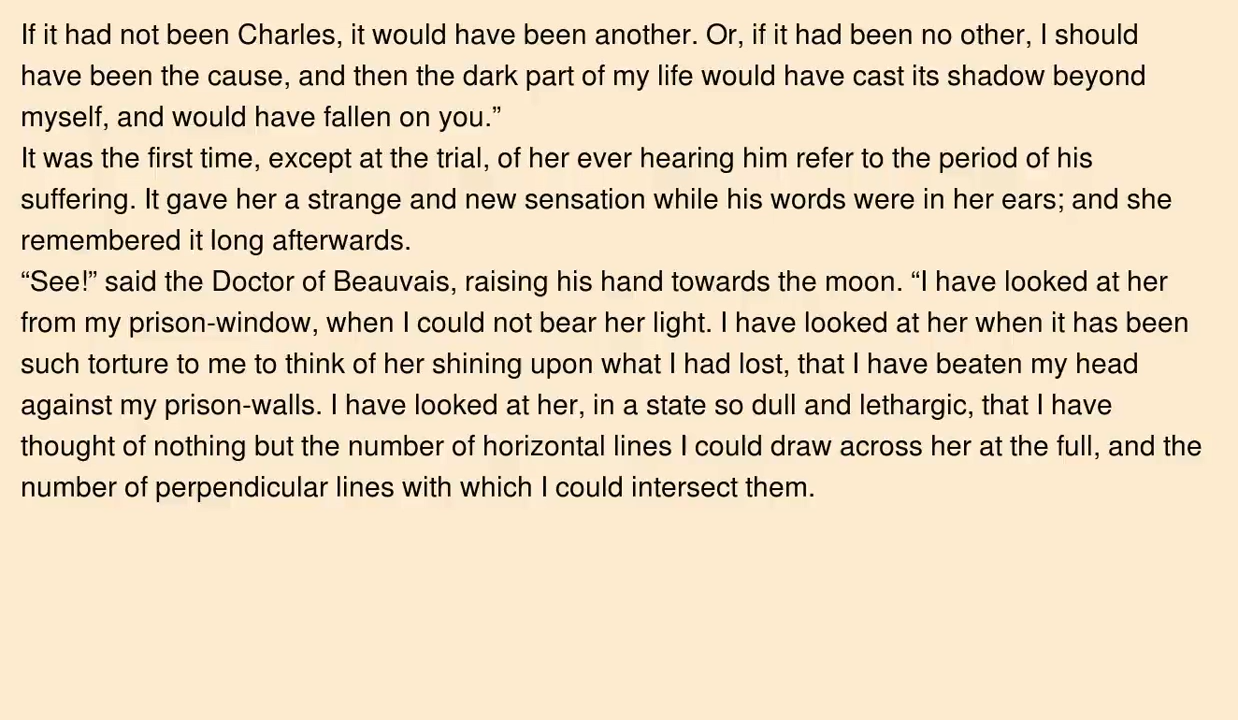 If it had not been Charles, it would have been another. Or, if it had been no other, I should
have been the cause, and then the dark part of my life would have cast its shadow beyond
myself, and would have fallen on you.”
It was the first time, except at the trial, of her ever hearing him refer to the period of his
suffering. It gave her a strange and new sensation while his words were in her ears; and she
remembered it long afterwards.
“See!” said the Doctor of Beauvais, raising his hand towards the moon. “I have looked at her
from my prison-window, when I could not bear her light. I have looked at her when it has been
such torture to me to think of her shining upon what I had lost, that I have beaten my head
against my prison-walls. I have looked at her, in a state so dull and lethargic, that I have
thought of nothing but the number of horizontal lines I could draw across her at the full, and the
number of perpendicular lines with which I could intersect them.